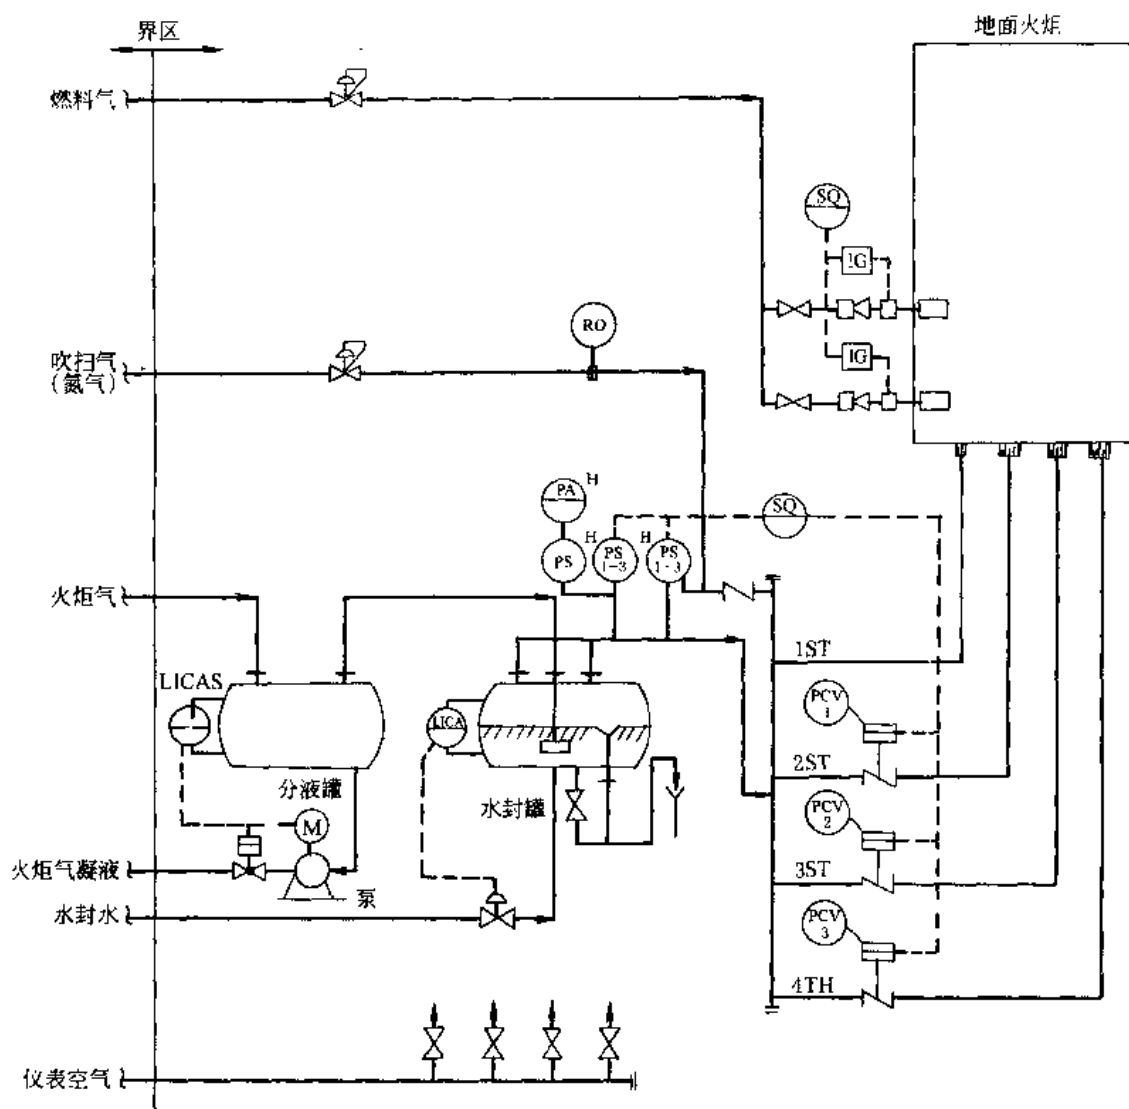 界区
地面火炬
燃料气
SQ
IG
RO
IG
吹扫气
(氮气)
PA
H
SQ
PS
H
PS
1-3
H
PS
1-3
火炬气
1ST
LICAS
PCV
1
LICA
2ST
分液罐
水封罐
PCV
2
M
火炬气凝液
3ST
泵
水封水
PCV
3
4TH
仪表空气